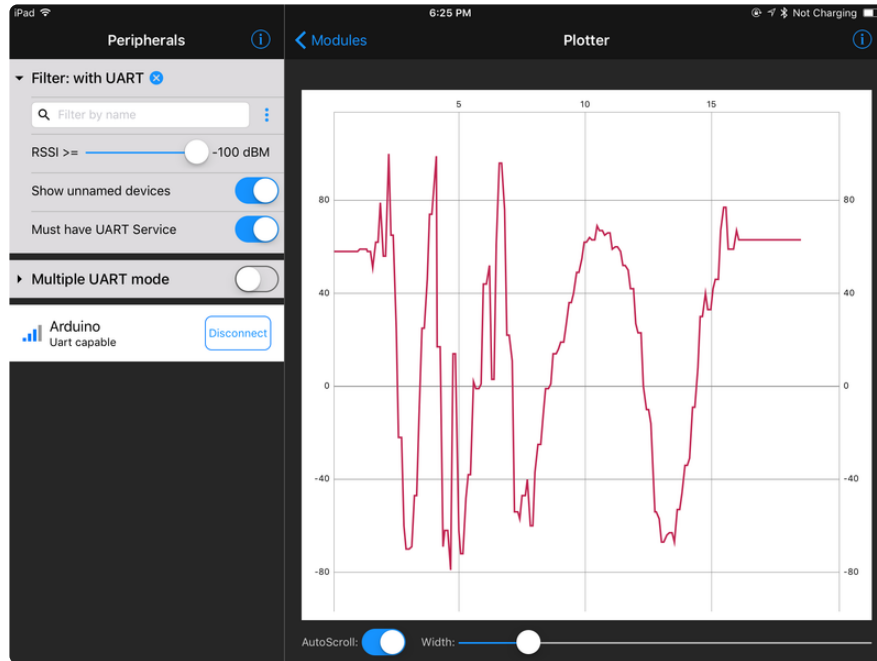 iPad
6:25 PM
Not Charging
Peripherals
Modules
Plotter
Filter: with UART
Filter by name
RSSI >= -100 dBM
Show unnamed devices
Must have UART Service
Multiple UART mode
Arduino
Uart capable
Disconnect
5 10 15
80 80
40 40
0 0
-40 -40
-80 -80
AutoScroll: Width: